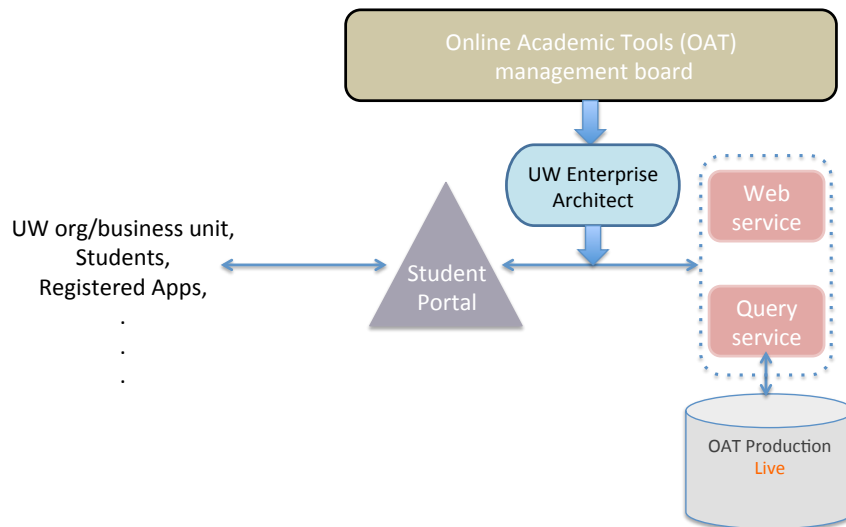 Online Academic Tools (OAT)
management board
UW Enterprise
Architect
Web
service
UW org/business unit,
Students,
Registered Apps,
.
.
.
Student
Portal
Query
service
OAT Production
Live